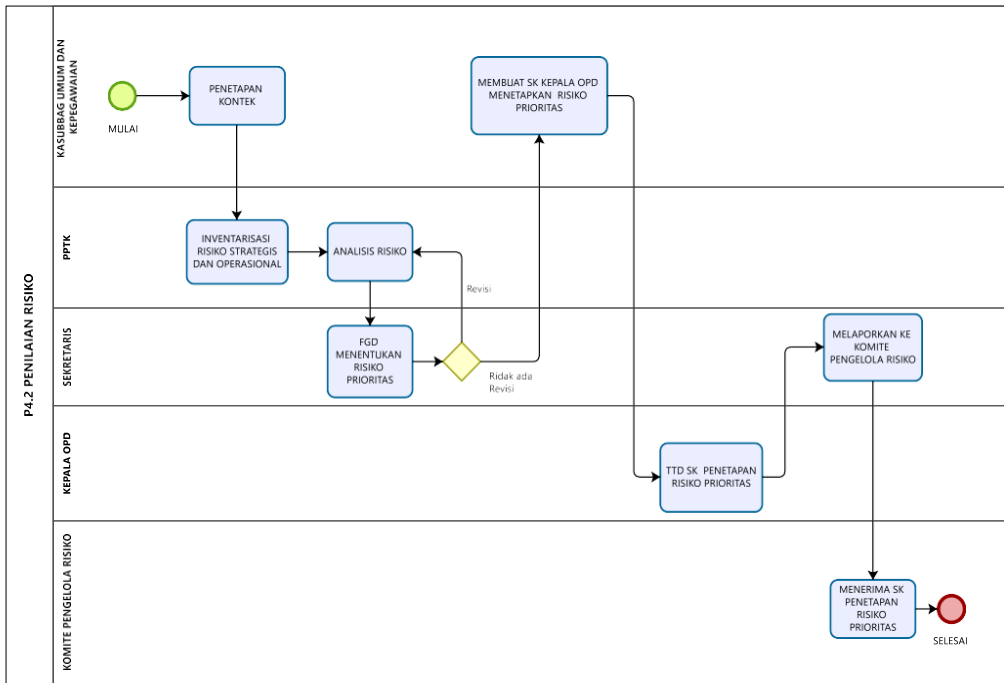 P4.2 PENILAIAN RISIKO
KASUBBAG UMUM DAN
KEPEGAWAIAN
MULAI
PENETAPAN
KONTEK
MEMBUAT SK KEPALA OPD
MENETAPKAN RISIKO
PRIORITAS
PPTK
INVENTARISASI
RISIKO STRATEGIS
DAN OPERASIONAL
ANALISIS RISIKO
Revisi
SEKRETARIS
FGD
MENENTUKAN
RISIKO
PRIORITAS
Ridak ada
Revisi
MELAPORKAN KE
KOMITE
PENGELOLA RISIKO
KEPALA OPD
TTD SK PENETAPAN
RISIKO PRIORITAS
KOMITE PENGELOLA RISIKO
MENERIMA SK
PENETAPAN
RISIKO
PRIORITAS
SELESAI